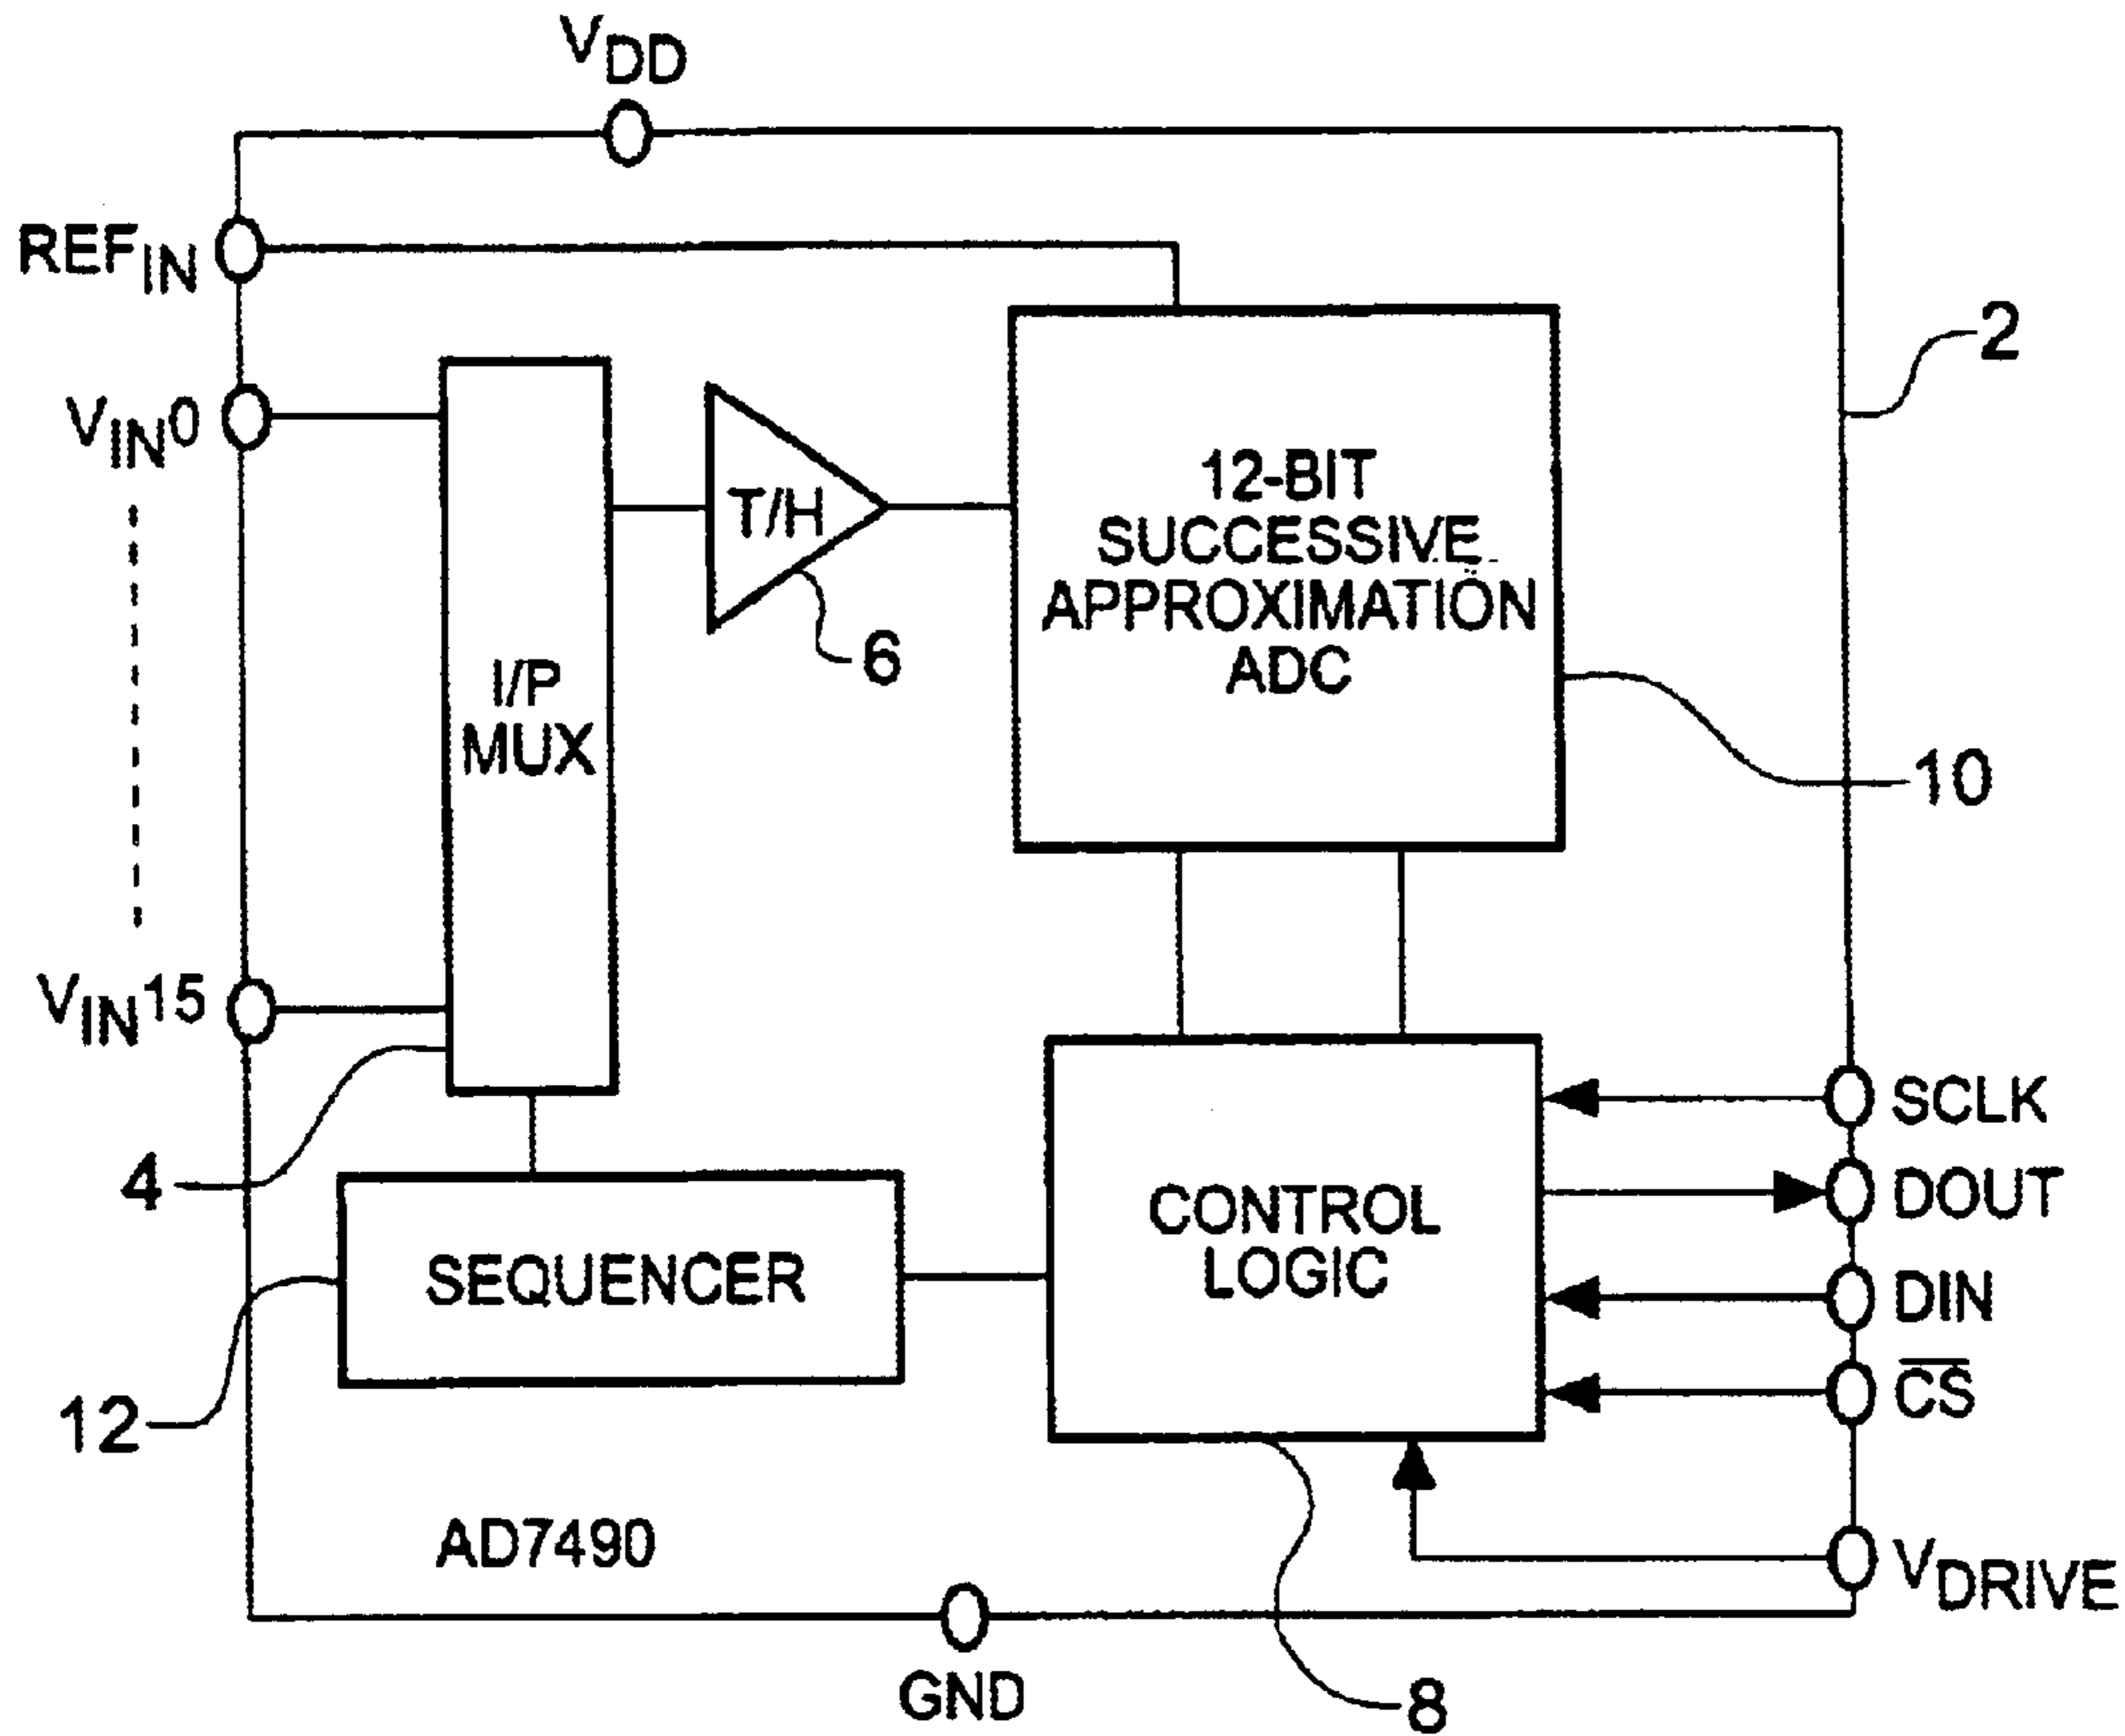 VDD
REFIN
2
VIN0
T/H
12-BIT
SUCCESSIVE
APPROXIMATION
ADC
6
I/P
MUX
10
VIN15
SCLK
4
DOUT
CONTROL
LOGIC
SEQUENCER
DIN
C̅S̅
12
AD7490
VDRIVE
GND
8